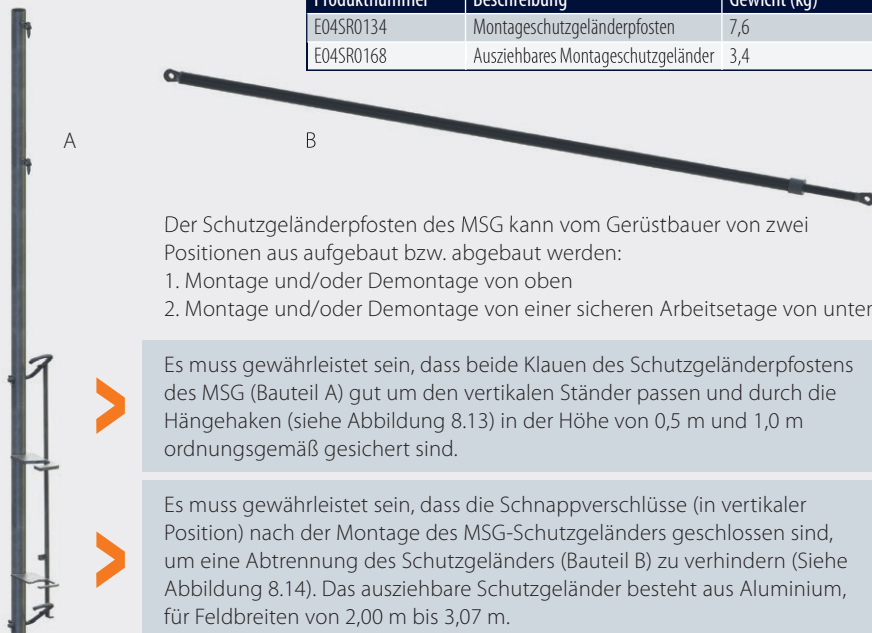 Produktnummer Beschreibung Gewicht (kg)
E04SR0134 Montageschutzgeländerpfosten 7,6
E04SR0168 Ausziehbares Montageschutzgeländer 3,4
A B
Der Schutzgeländerpfosten des MSG kann vom Gerüstbauer von zwei
Positionen aus aufgebaut bzw. abgebaut werden:
1. Montage und/oder Demontage von oben
2. Montage und/oder Demontage von einer sicheren Arbeitsetage von unten
Es muss gewährleistet sein, dass beide Klauen des Schutzgeländerpfostens
des MSG (Bauteil A) gut um den vertikalen Ständer passen und durch die
Hängehaken (siehe Abbildung 8.13) in der Höhe von 0,5 m und 1,0 m
ordnungsgemäß gesichert sind.
Es muss gewährleistet sein, dass die Schnappverschlüsse (in vertikaler
Position) nach der Montage des MSG-Schutzgeländers geschlossen sind,
um eine Abtrennung des Schutzgeländers (Bauteil B) zu verhindern (Siehe
Abbildung 8.14). Das ausziehbare Schutzgeländer besteht aus Aluminium,
für Feldbreiten von 2,00 m bis 3,07 m.